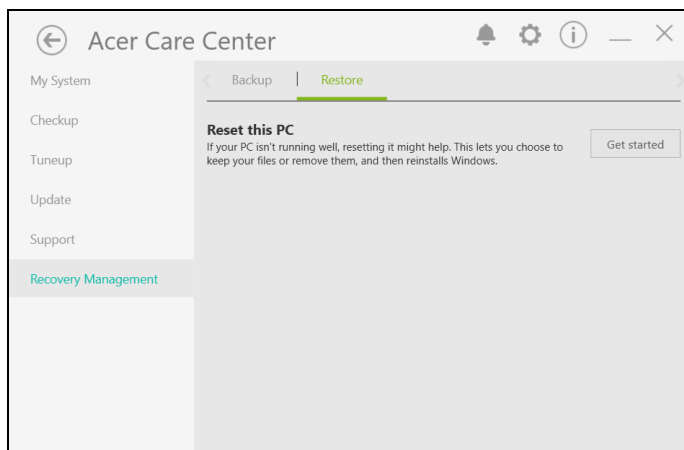 Acer Care Center
My System
Checkup
Tuneup
Update
Support
Recovery Management
Backup
Restore
Reset this PC
If your PC isn't running well, resetting it might help. This lets you choose to
keep your files or remove them, and then reinstalls Windows.
Get started